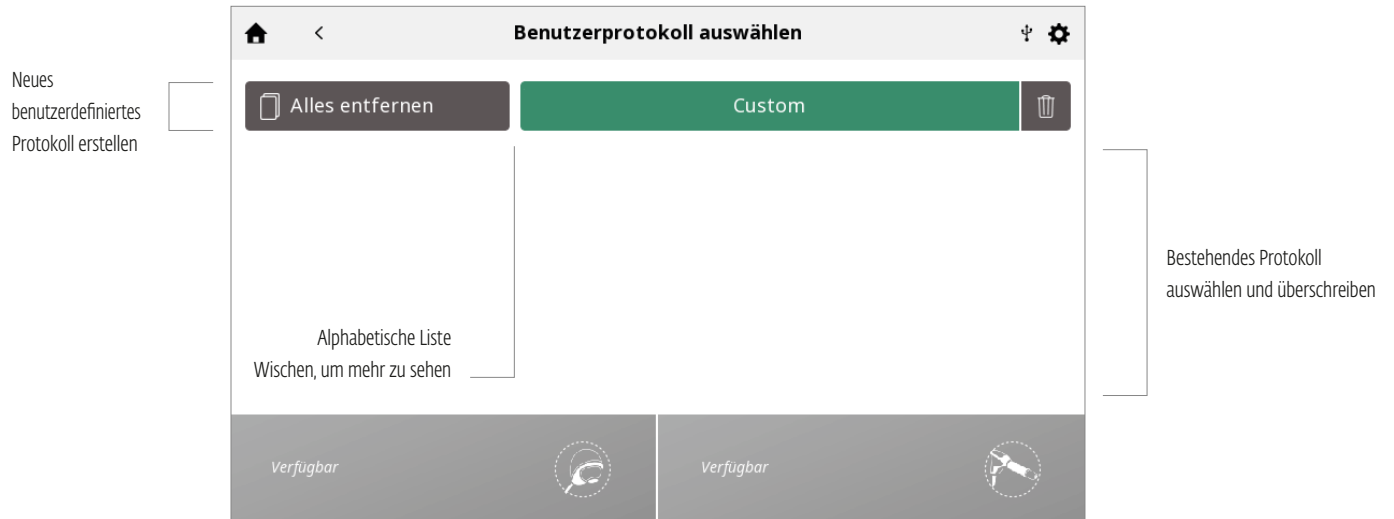 Benutzerprotokoll auswählen
Neues
benutzerdefiniertes
Protokoll erstellen
Alles entfernen
Custom
Alphabetische Liste
Wischen, um mehr zu sehen
Bestehendes Protokoll
auswählen und überschreiben
Verfügbar
Verfügbar